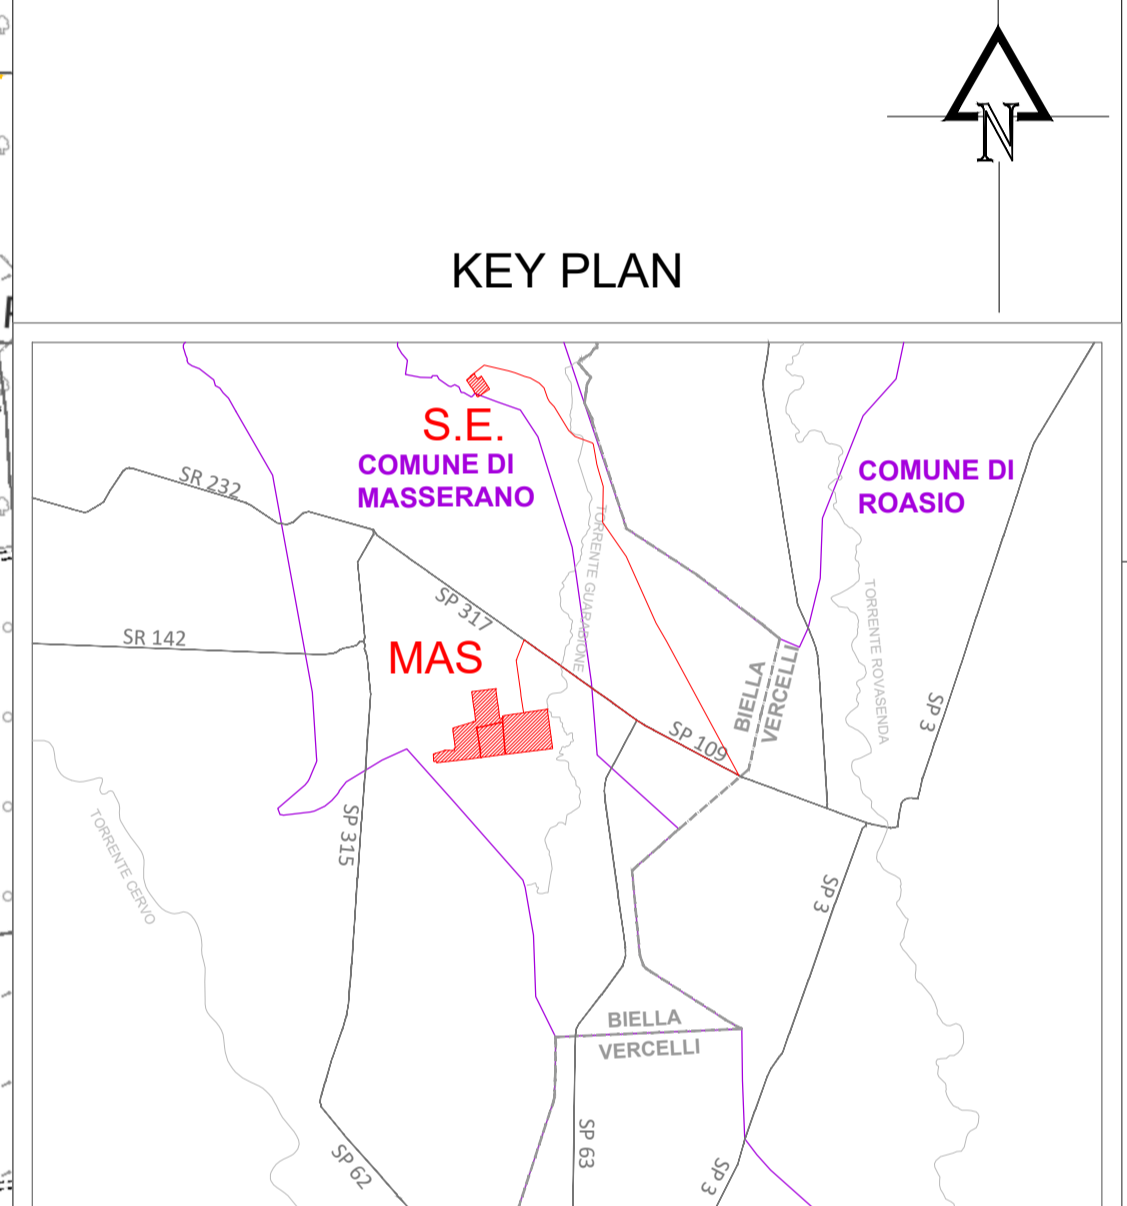 N
KEY PLAN
S.E.
COMUNE DI
MASSERANO
COMUNE DI
ROASIO
SR 232
TORRENTE GUARABIONE
SP 317
TORRENTE ROVASENDA
SR 142
MAS
BIELLA
VERCELLI
SP 3
SP 109
SP 315
TORRENTE CERVO
SP 3
BIELLA
VERCELLI
SP 63
SP 62
SP 3